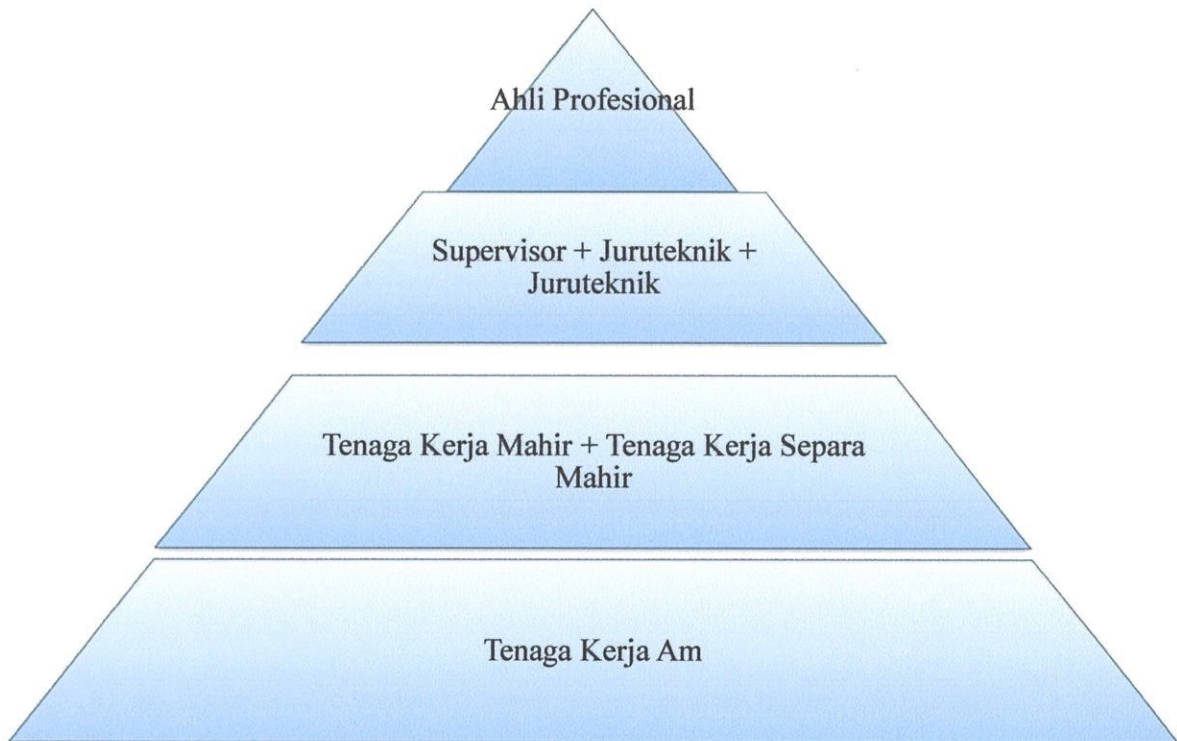 Ahli Profesional
Supervisor + Juruteknik +
Juruteknik
Tenaga Kerja Mahir + Tenaga Kerja Separa
Mahir
Tenaga Kerja Am